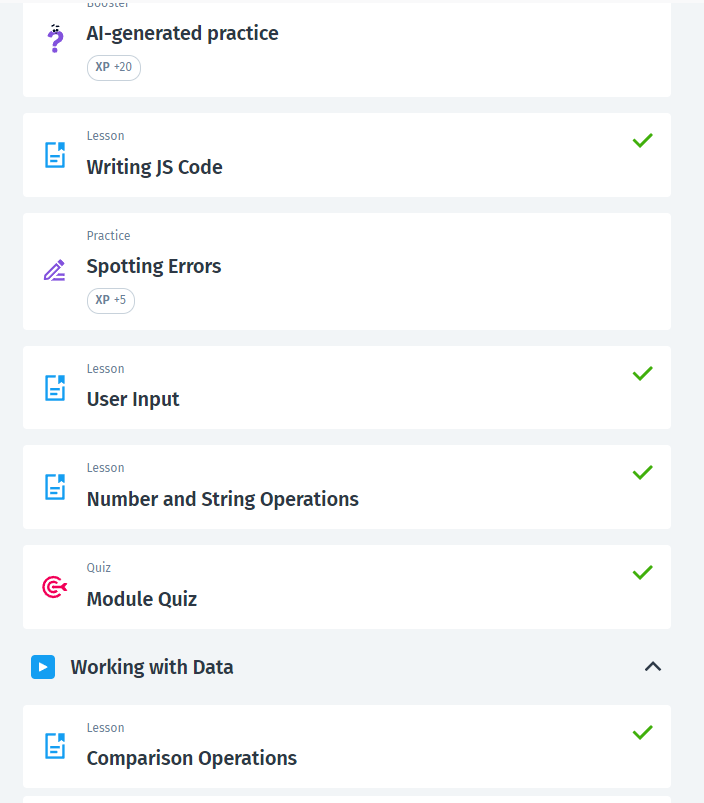 Booster
AI-generated practice
XP +20
Lesson
Writing JS Code
Practice
Spotting Errors
XP +5
Lesson
User Input
Lesson
Number and String Operations
Quiz
Module Quiz
Working with Data
Lesson
Comparison Operations